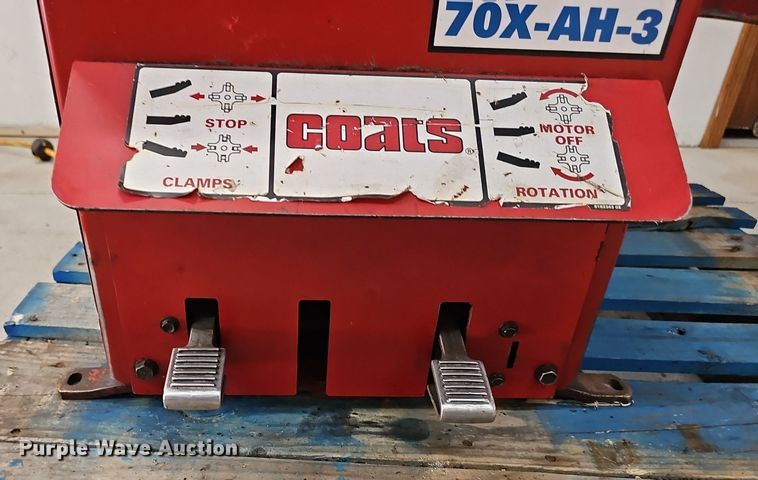 70X-AH-3
STOP
CLAMPS
coats
®
MOTOR
OFF
ROTATION
Purple Wave Auction